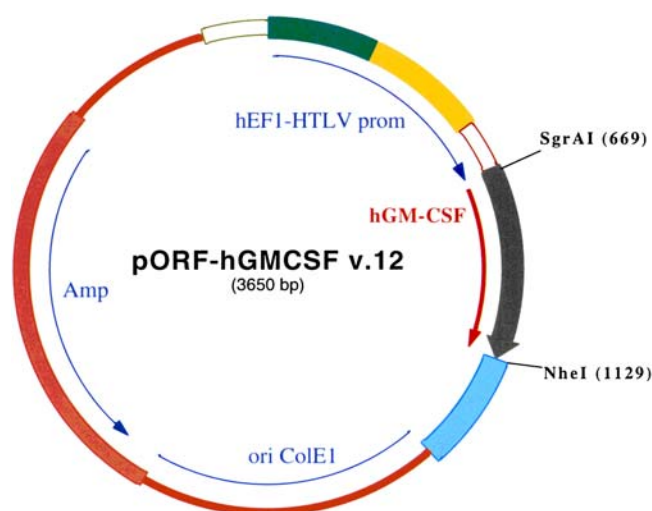 hEF1-HTLV prom
SgrAI (669)
hGM-CSF
pORF-hGMCSF v.12
(3650 bp)
Amp
NheI (1129)
ori ColE1